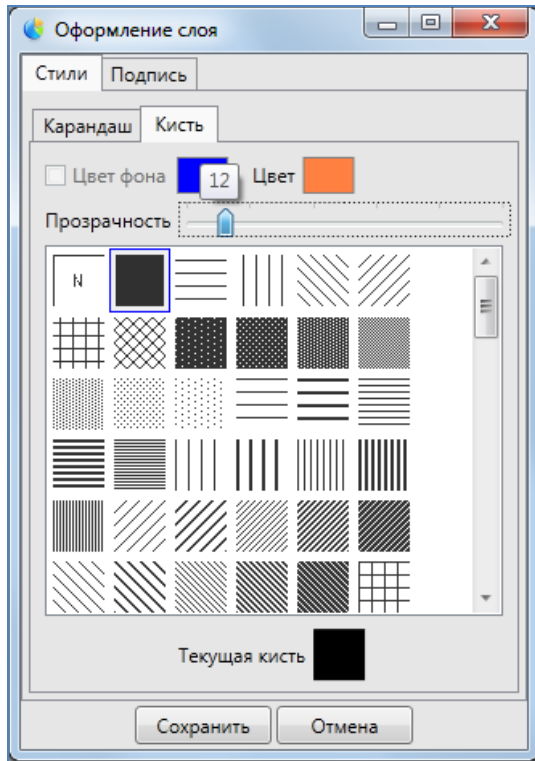 Оформление слоя
Стили Подпись
Карандаш Кисть
Цвет фона 12 Цвет
Прозрачность
N
Текущая кисть
Сохранить Отмена